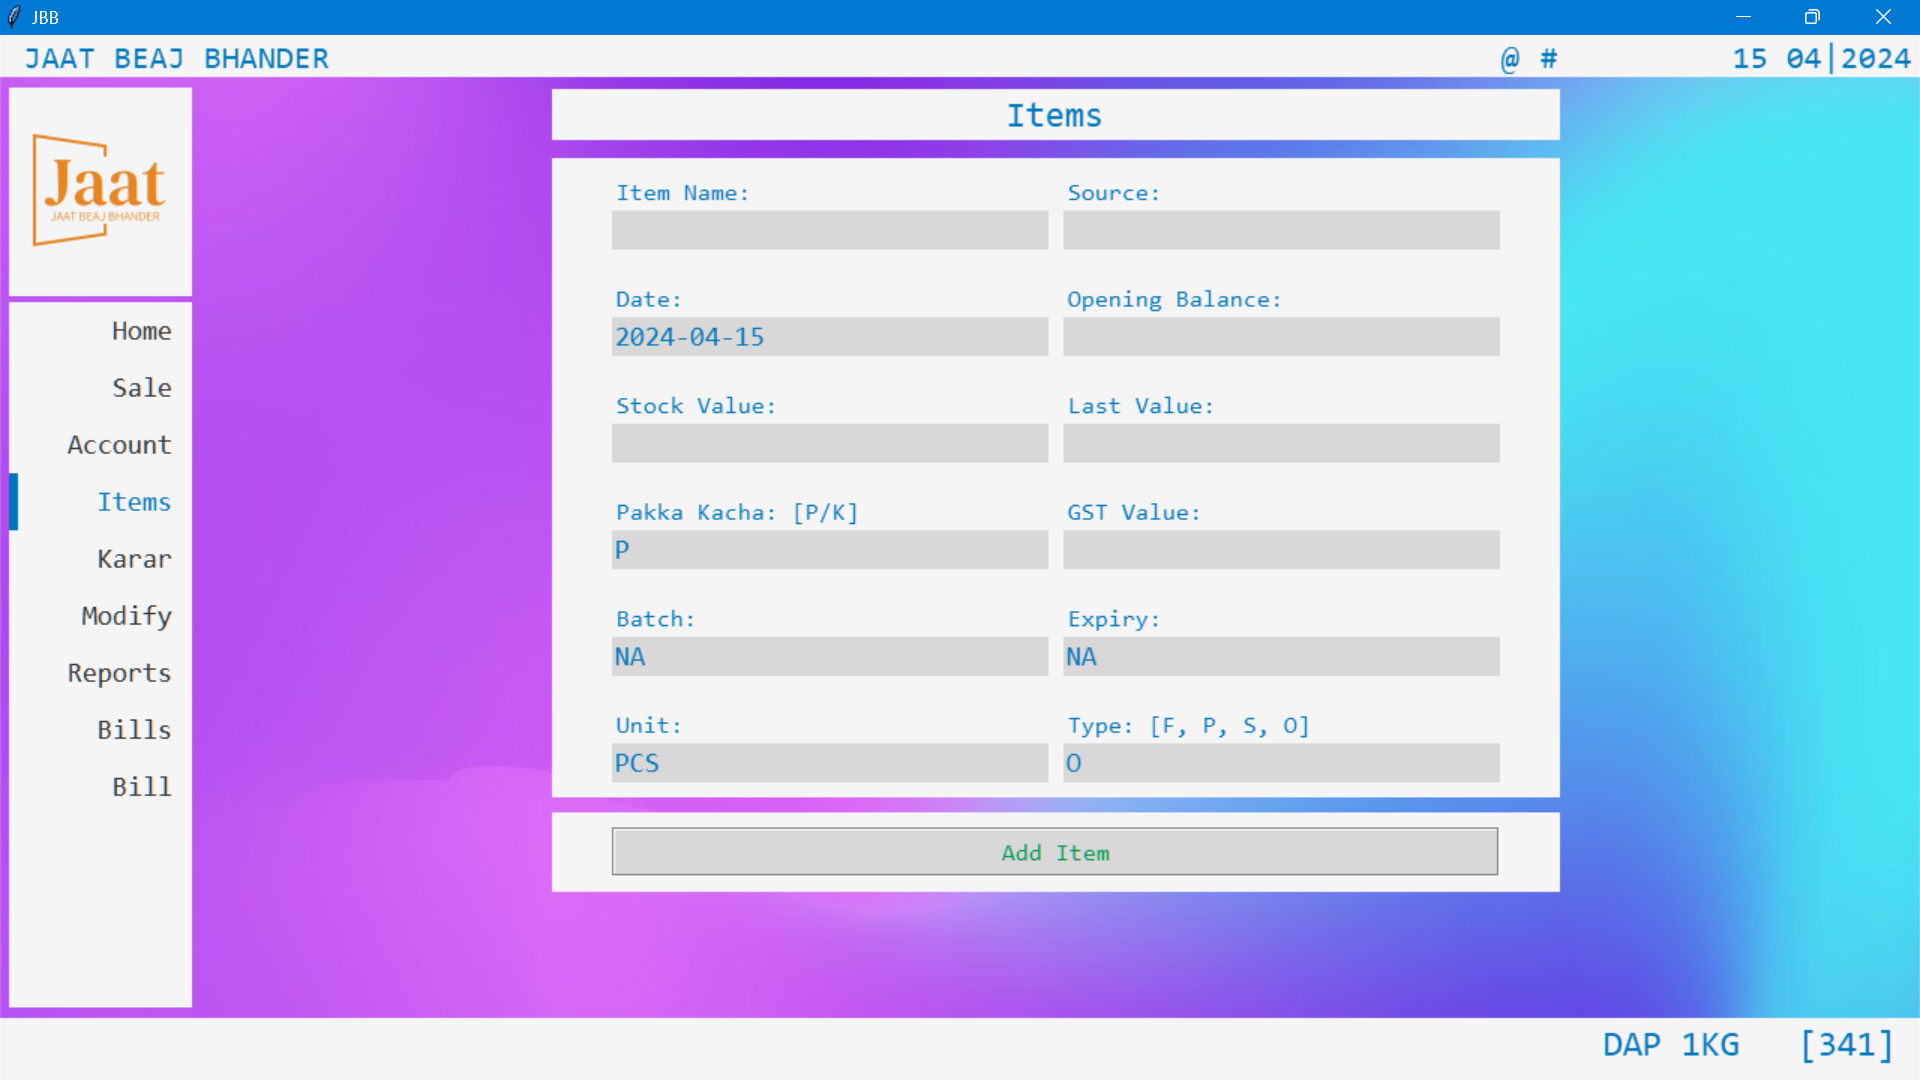 JBB
JAAT BEAJ BHANDER @ # 15 04|2024
Jaat
JAAT BEAJ BHANDER
Home
Sale
Account
Items
Karar
Modify
Reports
Bills
Bill
Items
Item Name: Source:
Date: Opening Balance:
2024-04-15
Stock Value: Last Value:
Pakka Kacha: [P/K] GST Value:
P
Batch: Expiry:
NA NA
Unit: Type: [F, P, S, O]
PCS O
Add Item
DAP 1KG [341]